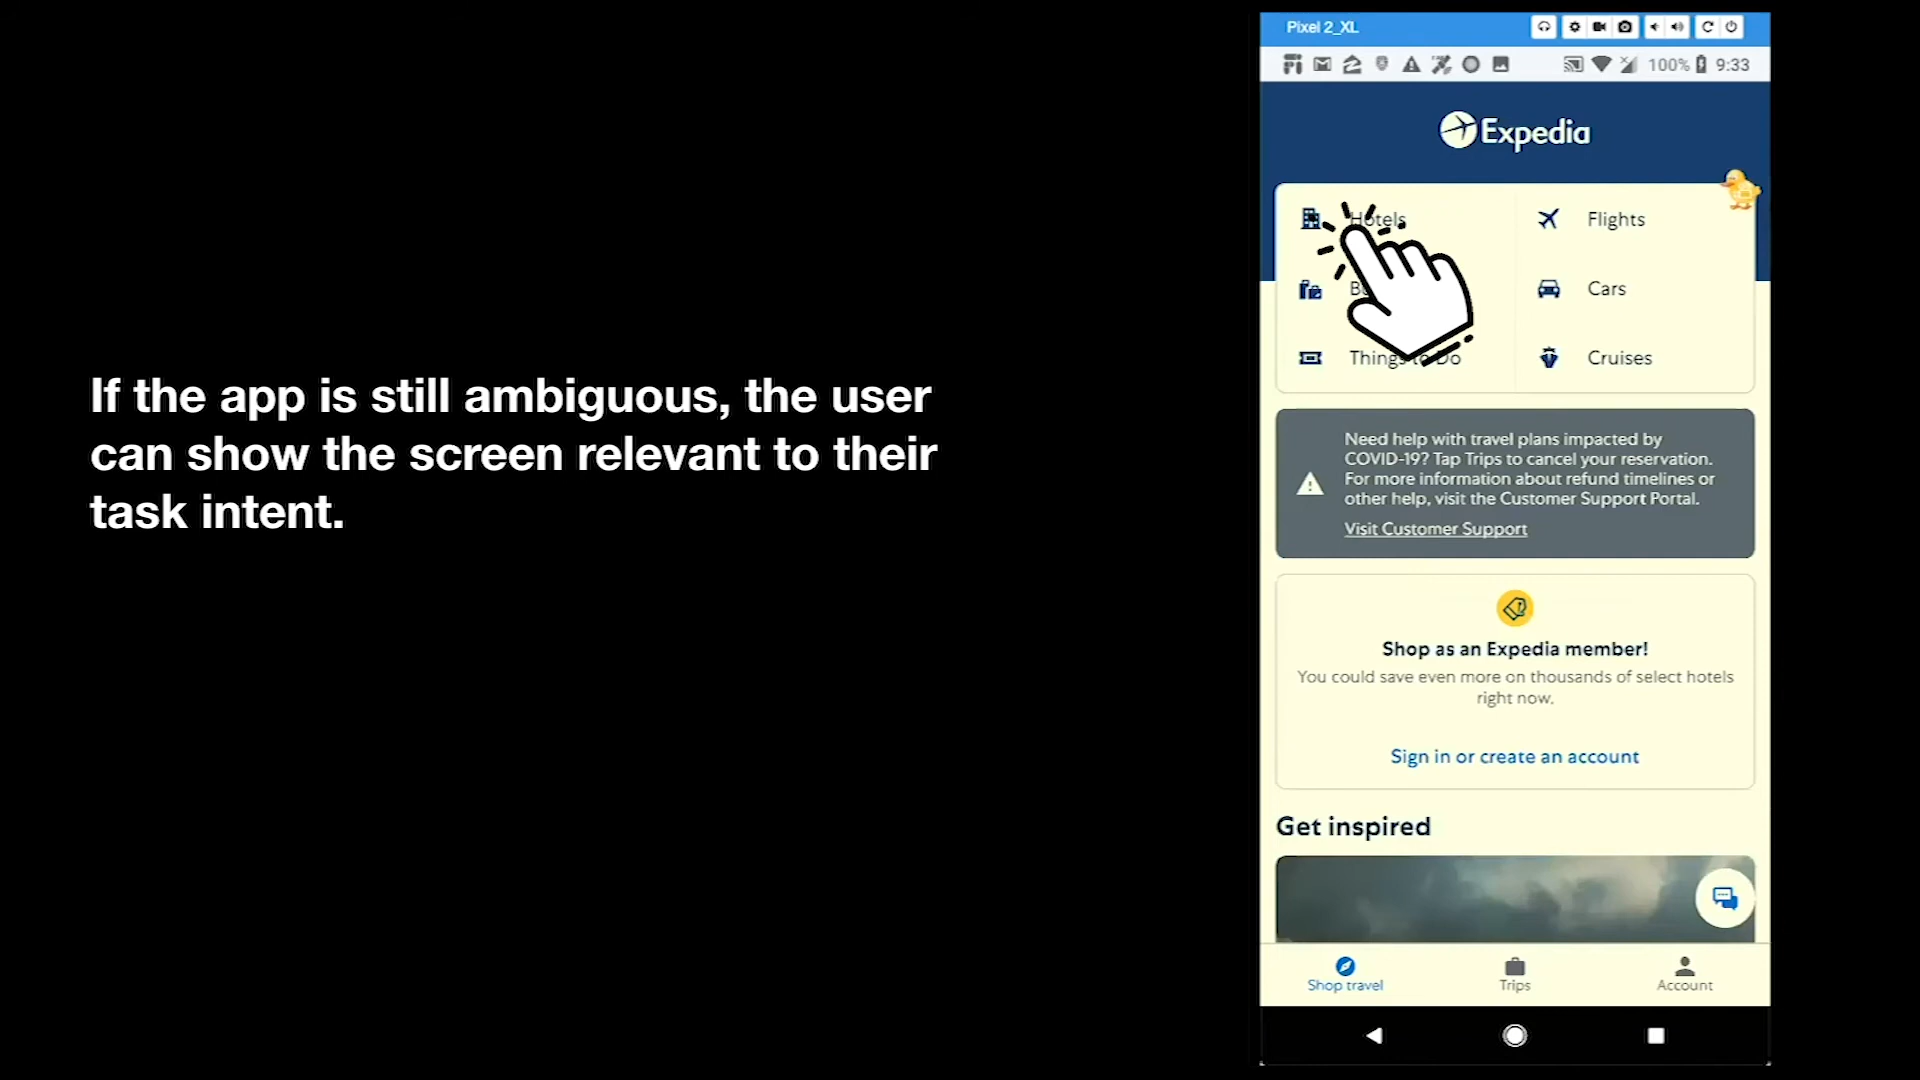 If the app is still ambiguous, the user
can show the screen relevant to their
task intent.
Pixel 2_XL
100% 9:33
Expedia
Hotels Flights
Cars
Things to Do Cruises
Need help with travel plans impacted by
COVID-19? Tap Trips to cancel your reservation.
For more information about refund timelines or
other help, visit the Customer Support Portal.
Visit Customer Support
Shop as an Expedia member!
You could save even more on thousands of select hotels
right now.
Sign in or create an account
Get inspired
Shop travel Trips Account